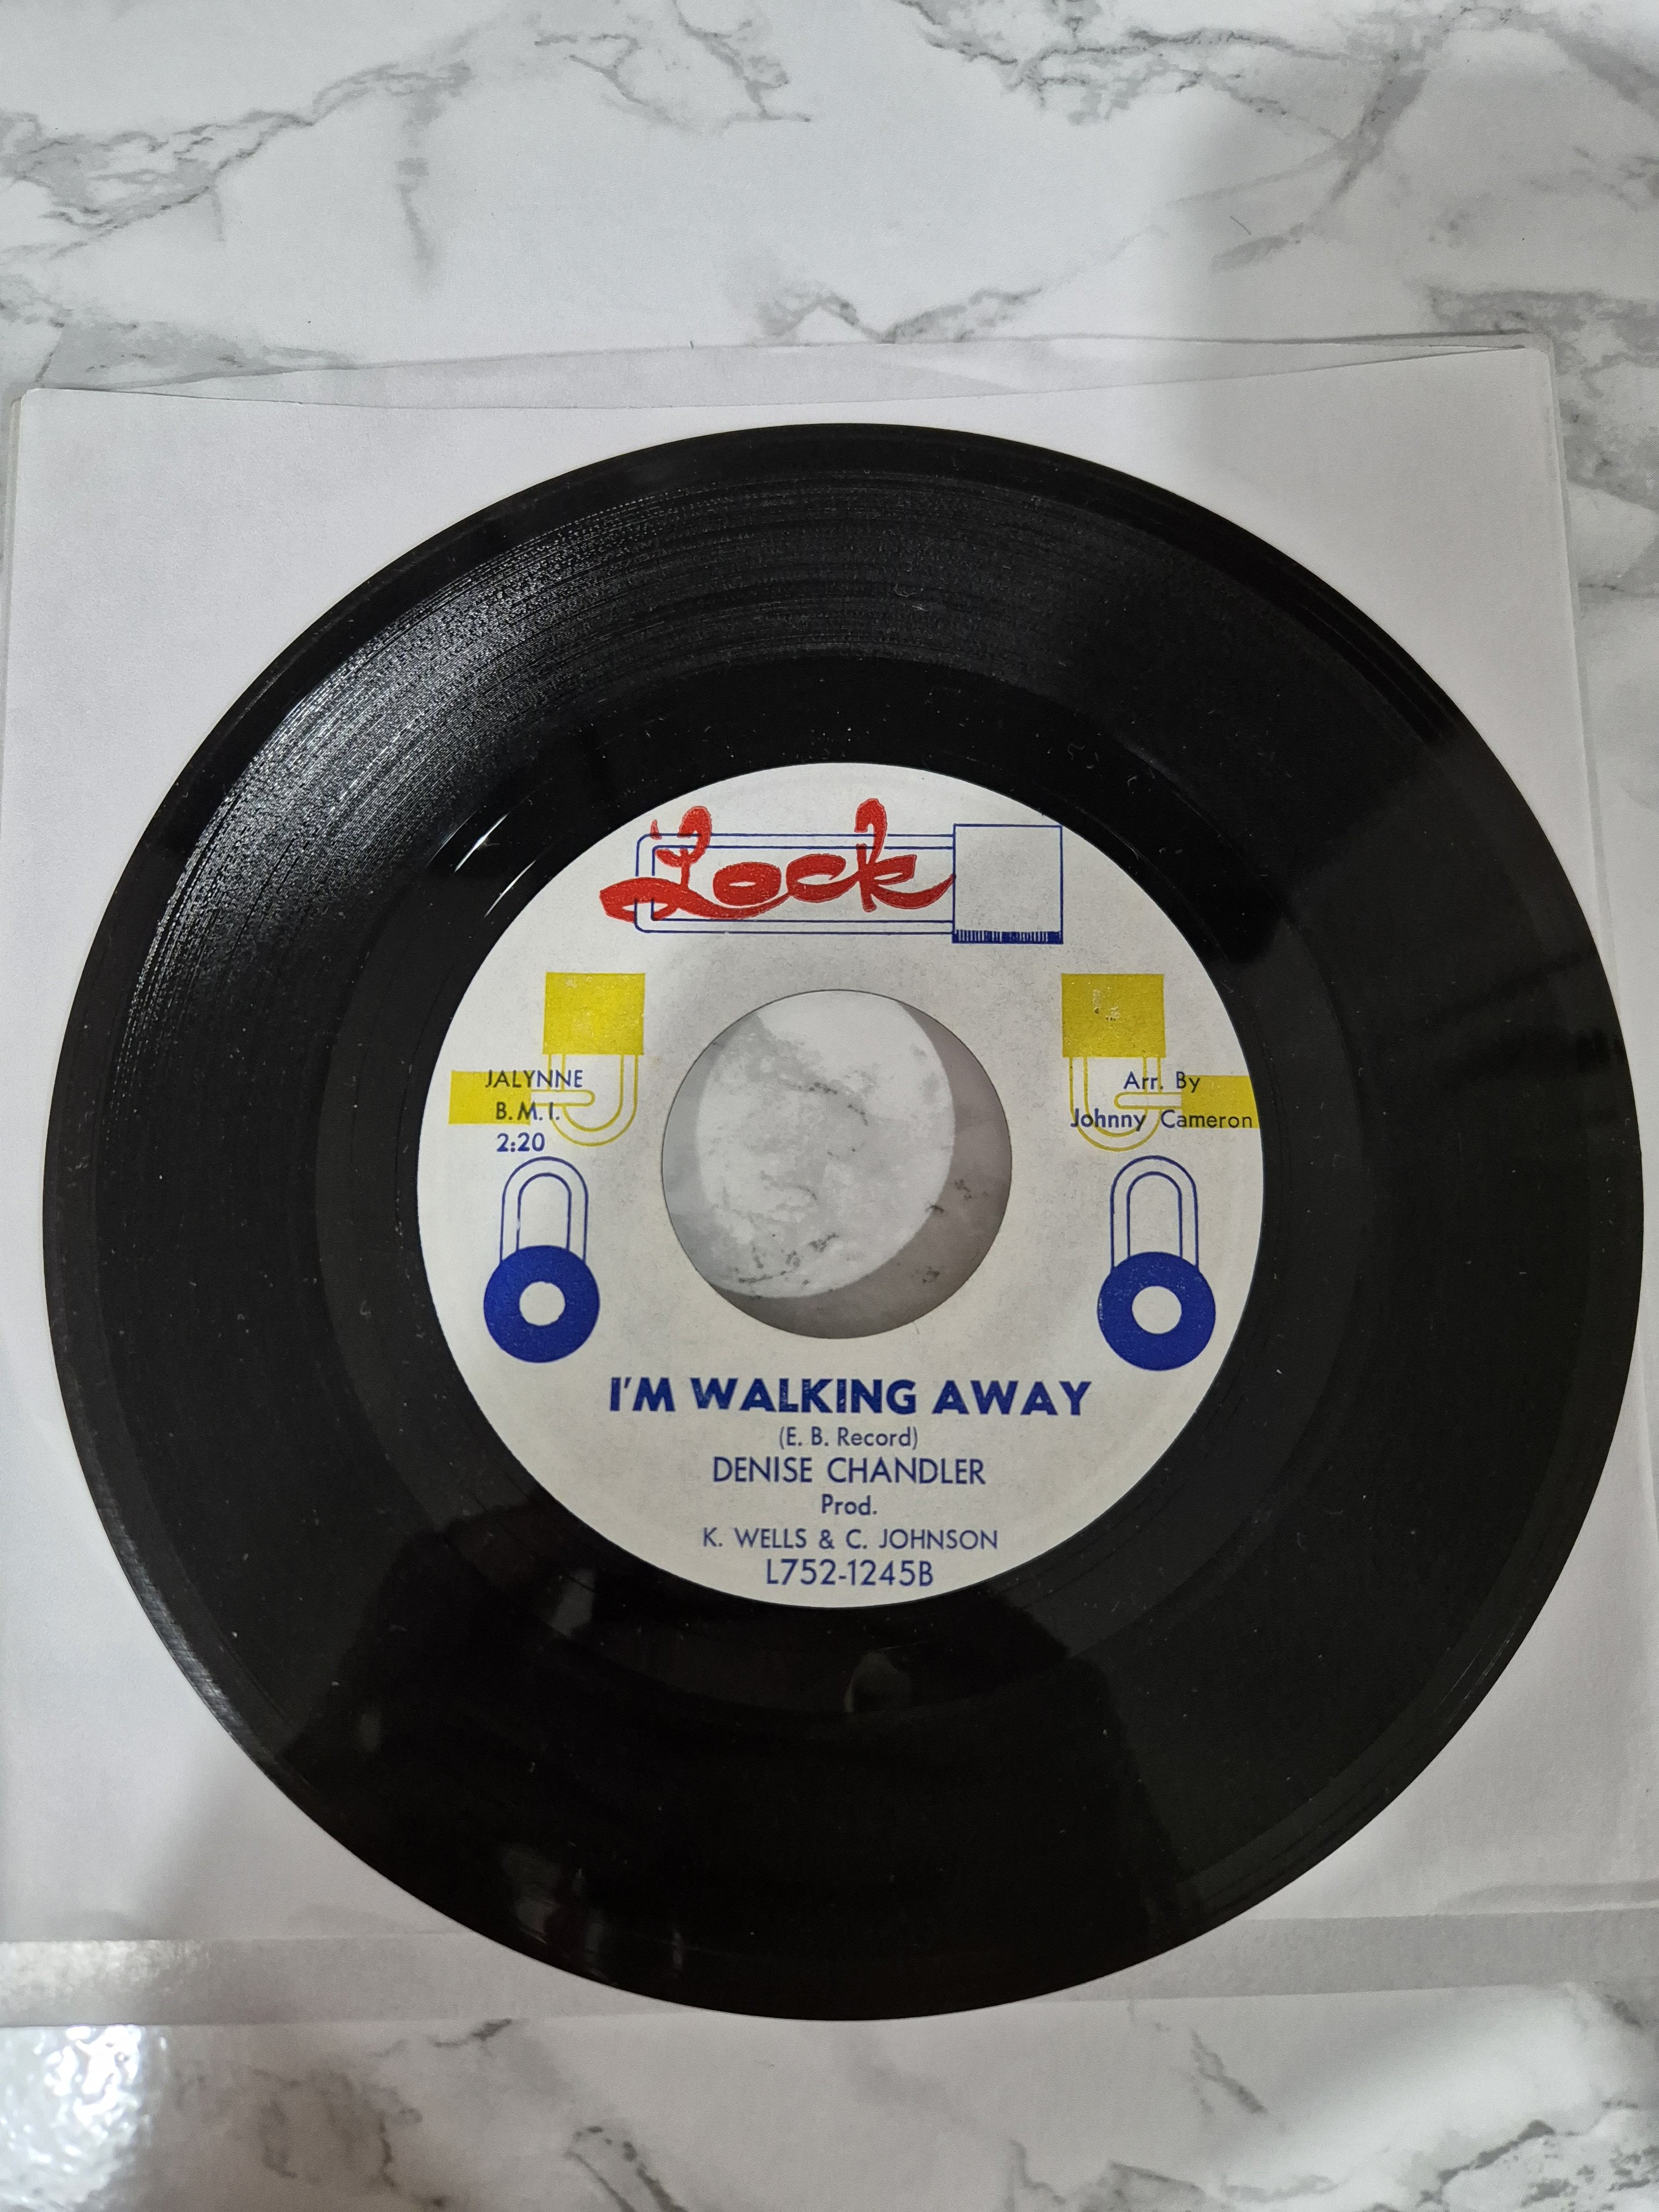 Lock
JALYNNE
B.M.I.
2:20
Arr. By
Johnny Cameron
I'M WALKING AWAY
(E. B. Record)
DENISE CHANDLER
Prod.
K. WELLS & C. JOHNSON
L752-1245B